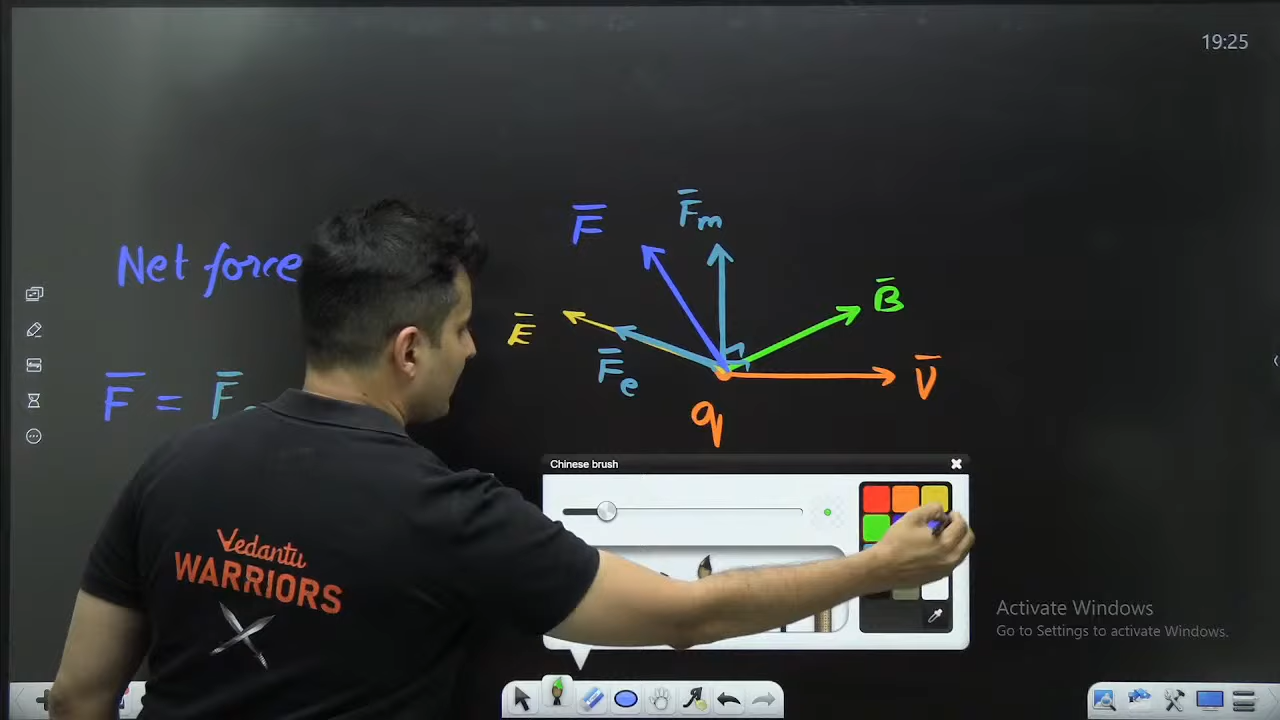 19:25
F̅
F̅m
Net force
B̅
E̅
F̅e
V̅
F̅ = F̅
q
Chinese brush
Vedantu
WARRIORS
Activate Windows
Go to Settings to activate Windows.